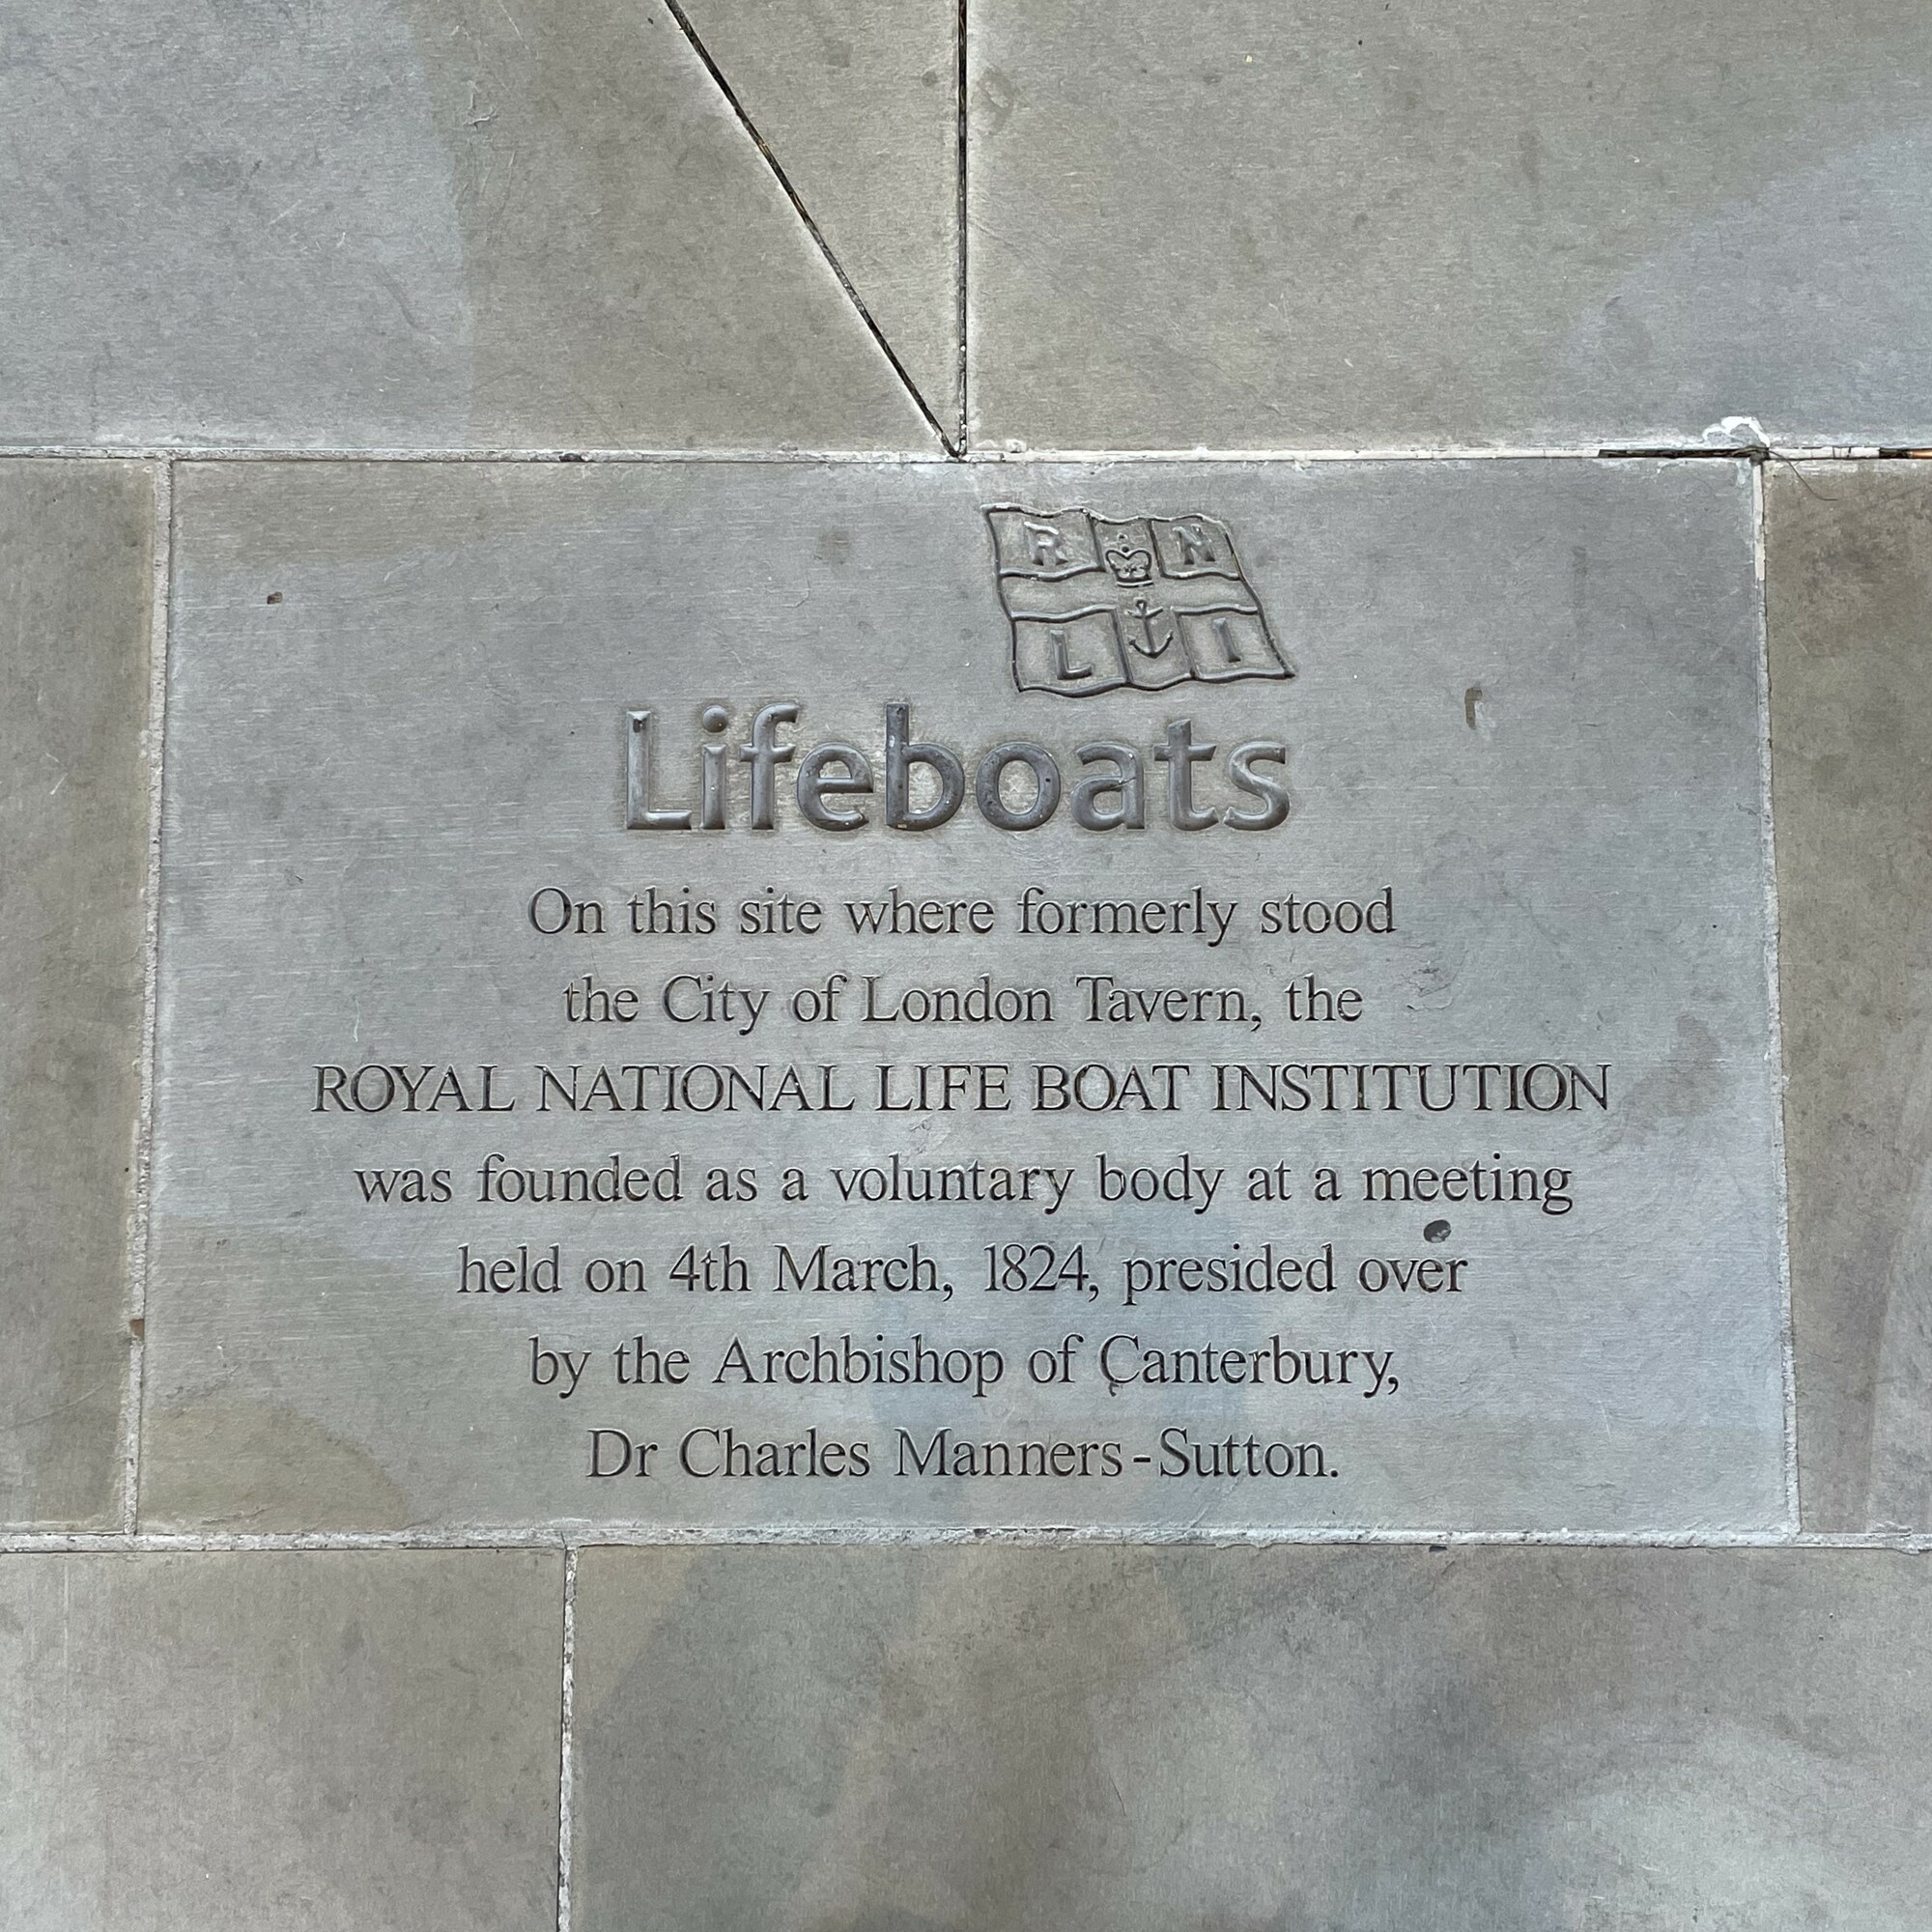 R N
L I
Lifeboats
On this site where formerly stood
the City of London Tavern, the
ROYAL NATIONAL LIFE BOAT INSTITUTION
was founded as a voluntary body at a meeting
held on 4th March, 1824, presided over
by the Archbishop of Canterbury,
Dr Charles Manners-Sutton.